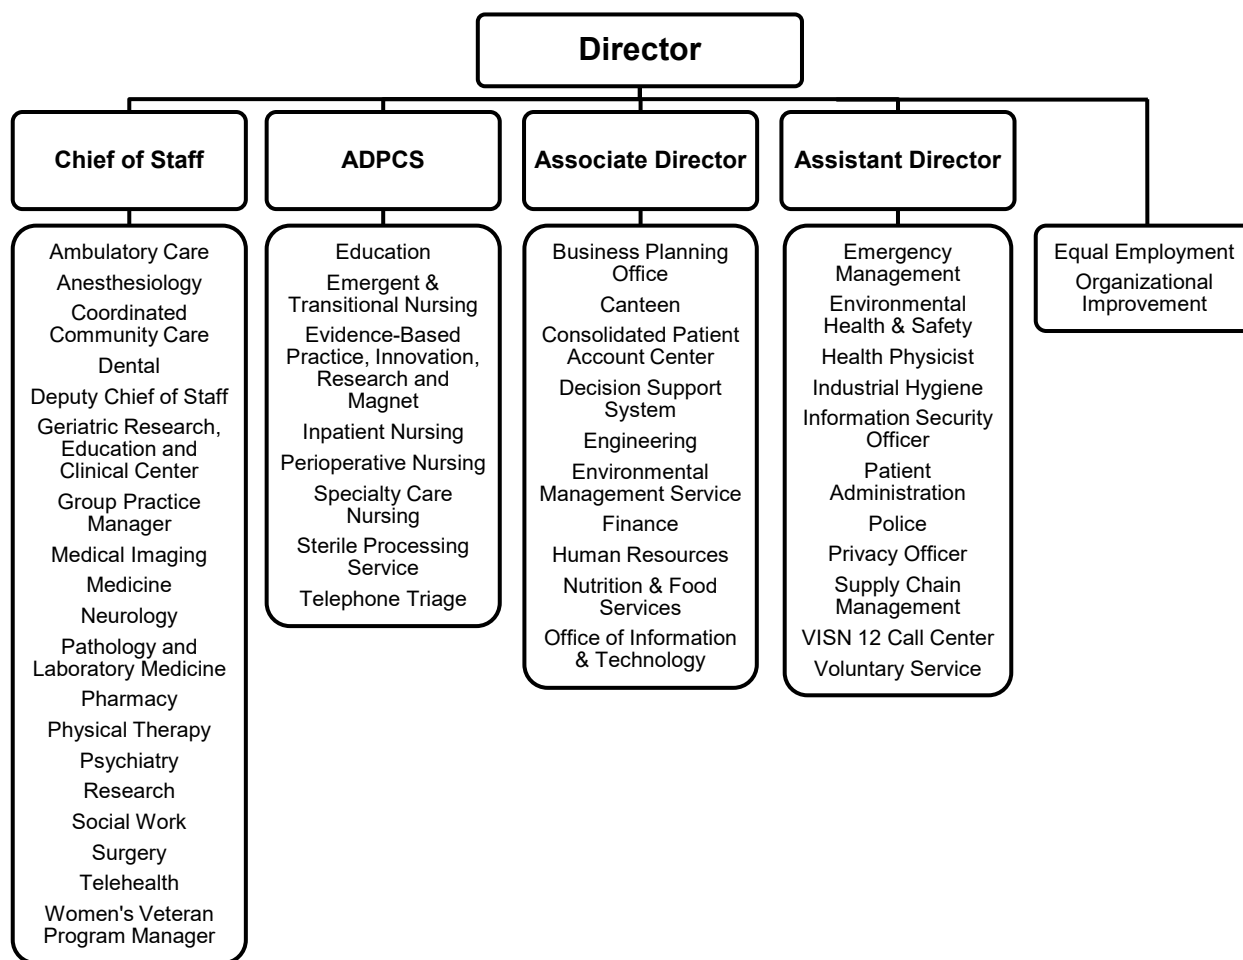 Director
Chief of Staff
ADPCS
Associate Director
Assistant Director
Ambulatory Care
Anesthesiology
Coordinated
Community Care
Dental
Deputy Chief of Staff
Geriatric Research,
Education and
Clinical Center
Group Practice
Manager
Medical Imaging
Medicine
Neurology
Pathology and
Laboratory Medicine
Pharmacy
Physical Therapy
Psychiatry
Research
Social Work
Surgery
Telehealth
Women's Veteran
Program Manager
Education
Emergent &
Transitional Nursing
Evidence-Based
Practice, Innovation,
Research and
Magnet
Inpatient Nursing
Perioperative Nursing
Specialty Care
Nursing
Sterile Processing
Service
Telephone Triage
Business Planning
Office
Canteen
Consolidated Patient
Account Center
Decision Support
System
Engineering
Environmental
Management Service
Finance
Human Resources
Nutrition & Food
Services
Office of Information
& Technology
Emergency
Management
Environmental
Health & Safety
Health Physicist
Industrial Hygiene
Information Security
Officer
Patient
Administration
Police
Privacy Officer
Supply Chain
Management
VISN 12 Call Center
Voluntary Service
Equal Employment
Organizational
Improvement